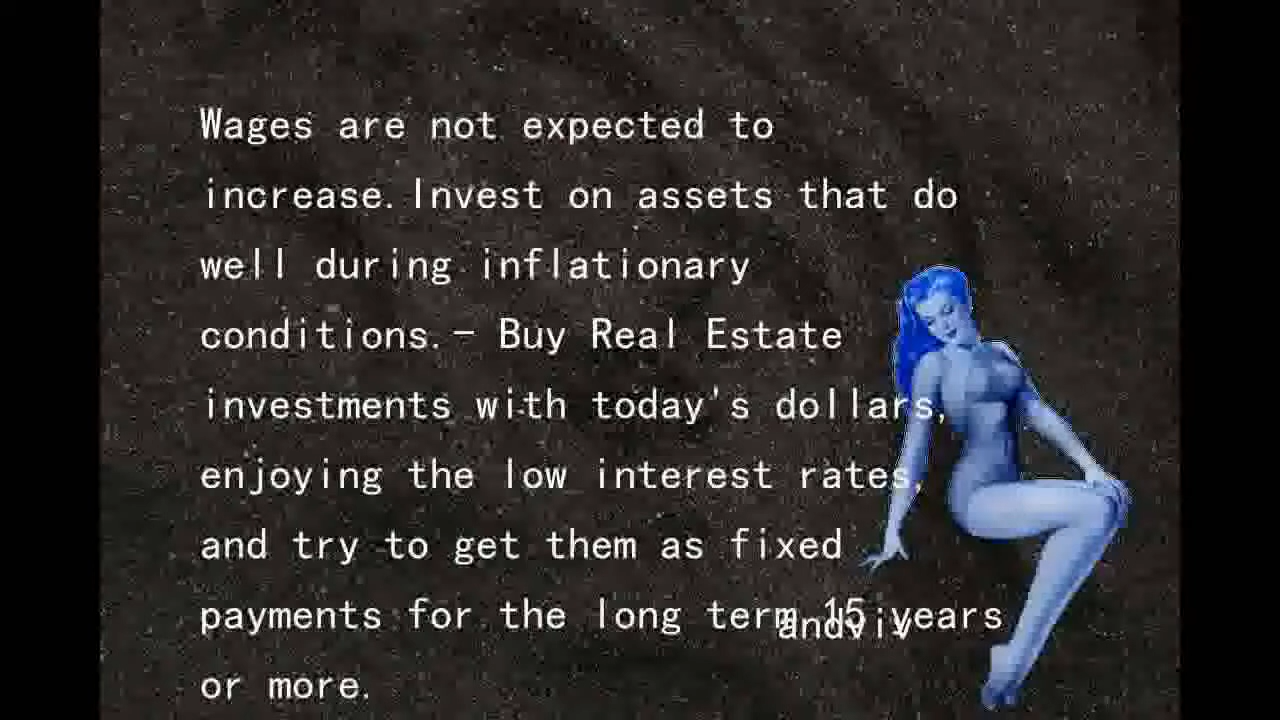 Wages are not expected to
increase.Invest on assets that do
well during inflationary
conditions.– Buy Real Estate
investments with today's dollars,
enjoying the low interest rates,
and try to get them as fixed
payments for the long term 15 years
andviv
or more.